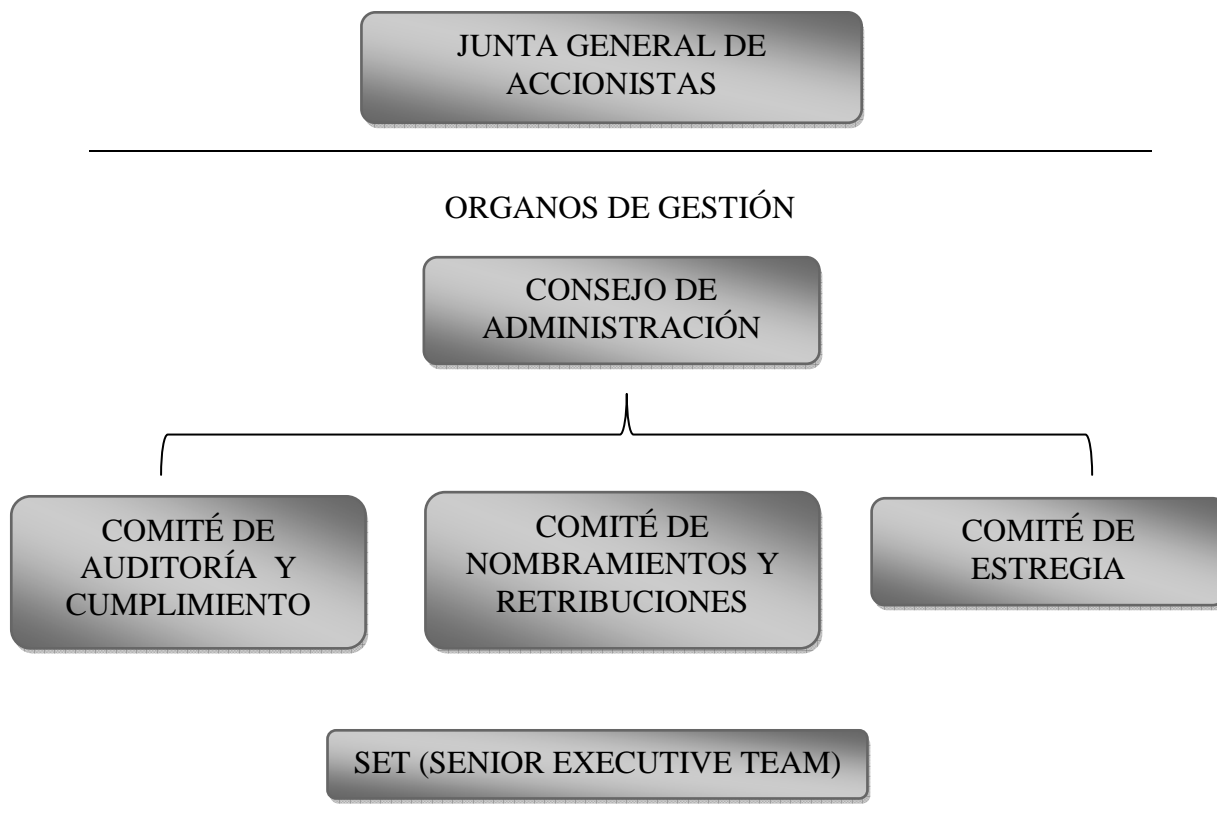 JUNTA GENERAL DE
ACCIONISTAS
ORGANOS DE GESTIÓN
CONSEJO DE
ADMINISTRACIÓN
COMITÉ DE
AUDITORÍA Y
CUMPLIMIENTO
COMITÉ DE
NOMBRAMIENTOS Y
RETRIBUCIONES
COMITÉ DE
ESTREGIA
SET (SENIOR EXECUTIVE TEAM)